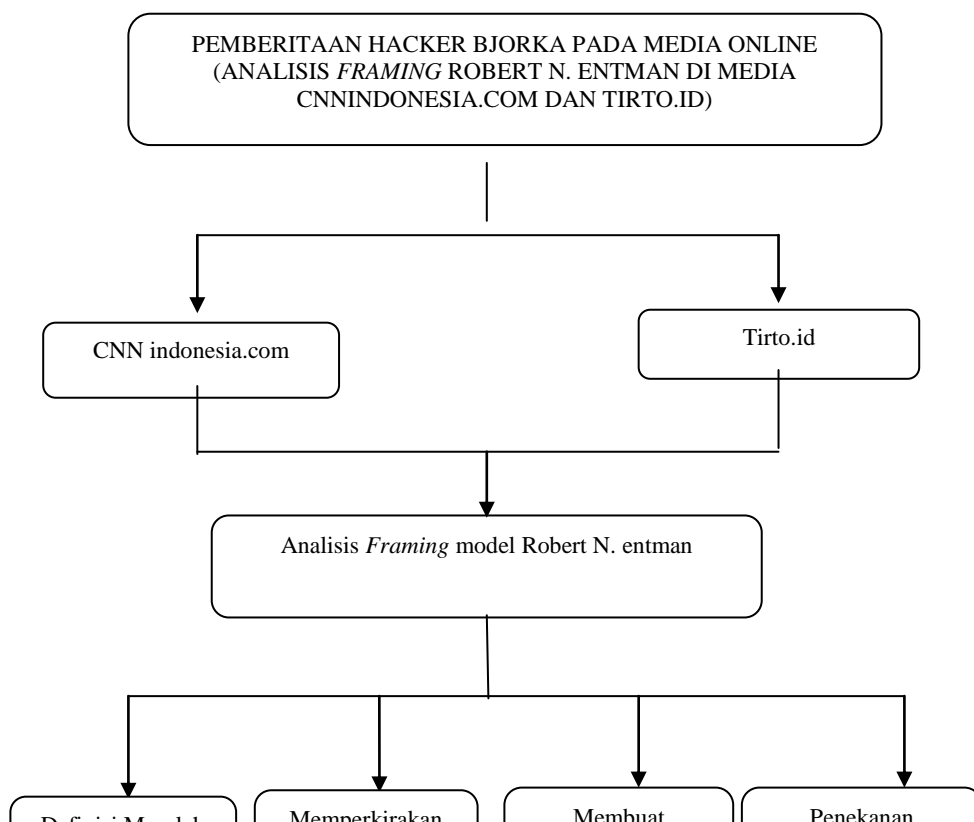 PEMBERITAAN HACKER BJORKA PADA MEDIA ONLINE
(ANALISIS FRAMING ROBERT N. ENTMAN DI MEDIA
CNNINDONESIA.COM DAN TIRTO.ID)
CNN indonesia.com
Tirto.id
Analisis Framing model Robert N. entman
Memperkirakan
Membuat
Penekanan